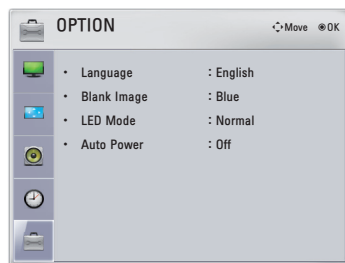 OPTION
Move OK
• Language : English
• Blank Image : Blue
• LED Mode : Normal
• Auto Power : Off